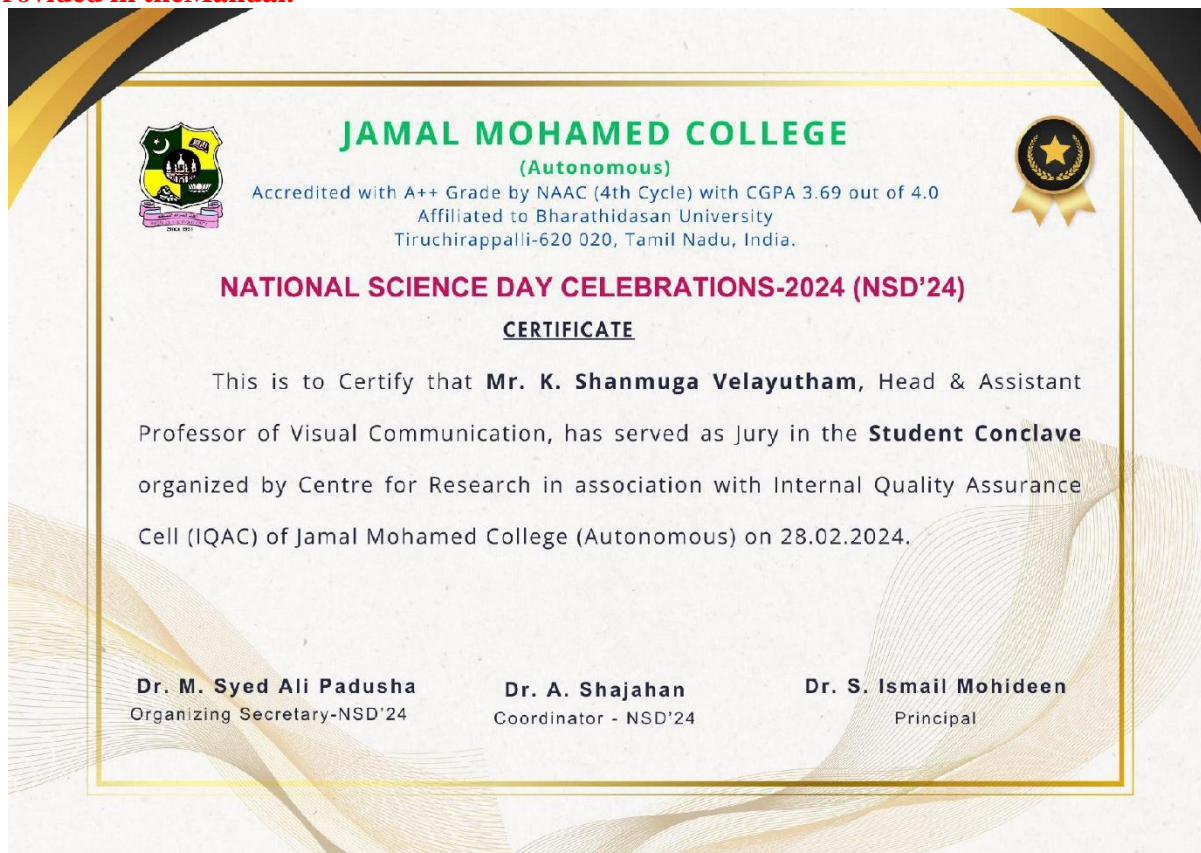 rovided in theManual.
JAMAL MOHAMED COLLEGE
(Autonomous)
Accredited with A++ Grade by NAAC (4th Cycle) with CGPA 3.69 out of 4.0
Affiliated to Bharathidasan University
Tiruchirappalli-620 020, Tamil Nadu, India.
NATIONAL SCIENCE DAY CELEBRATIONS-2024 (NSD’24)
CERTIFICATE
This is to Certify that Mr. K. Shanmuga Velayutham, Head & Assistant
Professor of Visual Communication, has served as Jury in the Student Conclave
organized by Centre for Research in association with Internal Quality Assurance
Cell (IQAC) of Jamal Mohamed College (Autonomous) on 28.02.2024.
Dr. M. Syed Ali Padusha
Organizing Secretary-NSD’24
Dr. A. Shajahan
Coordinator - NSD’24
Dr. S. Ismail Mohideen
Principal